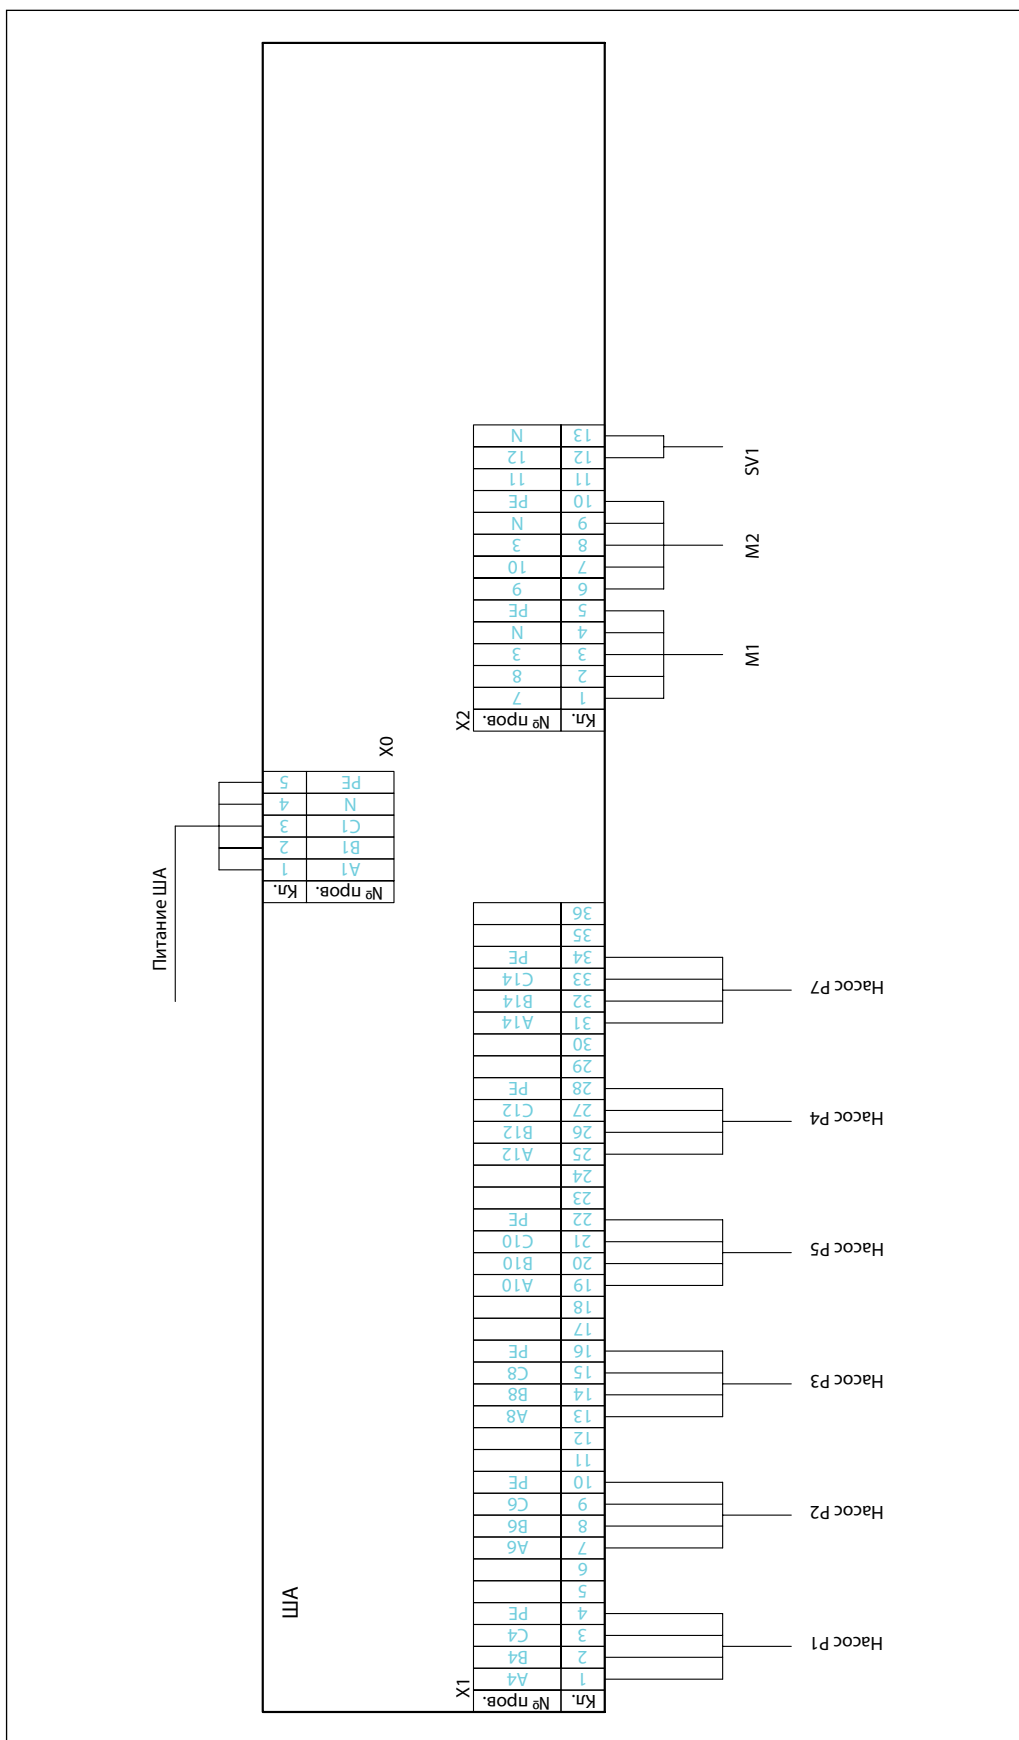 ША
Питание ША
X0
Кл. № пров.
1 A1
2 B1
3 C1
4 N
5 PE
X1
№ пров. Кл.
A4 1
B4 2
C4 3
PE 4
5
6
A6 7
B6 8
C6 9
PE 10
11
12
A8 13
B8 14
C8 15
PE 16
17
18
A10 19
B10 20
C10 21
PE 22
23
24
A12 25
B12 26
C12 27
PE 28
29
30
A14 31
B14 32
C14 33
PE 34
35
36
Насос P1
Насос P2
Насос P3
Насос P5
Насос P4
Насос P7
X2
№ пров. Кл.
7 1
8 2
3 3
N 4
PE 5
9 6
10 7
3 8
N 9
PE 10
11 11
12 12
N 13
M1
M2
SV1